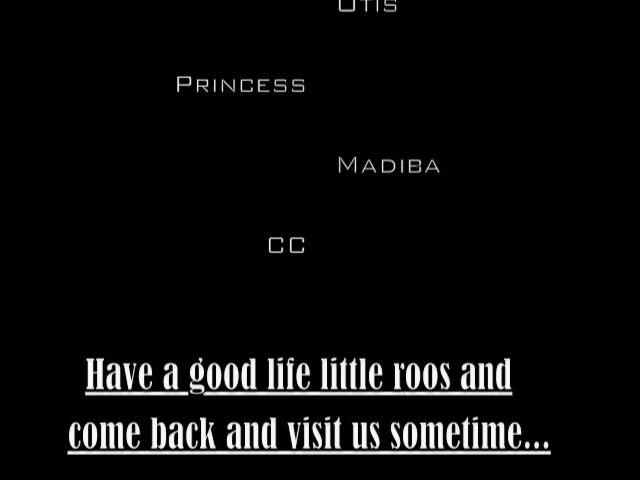 Otis
Princess
Madiba
CC
Have a good life little roos and
come back and visit us sometime...